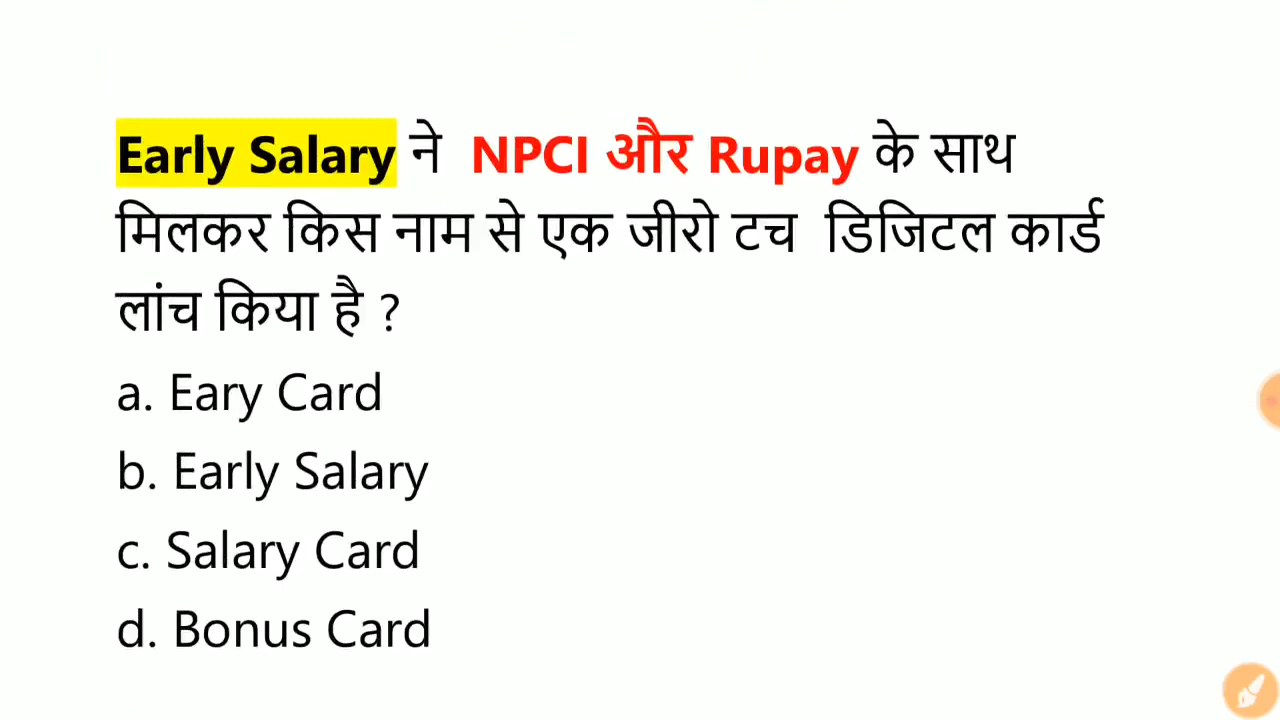 Early Salary ने NPCI और Rupay के साथ
मिलकर किस नाम से एक जीरो टच डिजिटल कार्ड
लांच किया है ?
a. Eary Card
b. Early Salary
c. Salary Card
d. Bonus Card